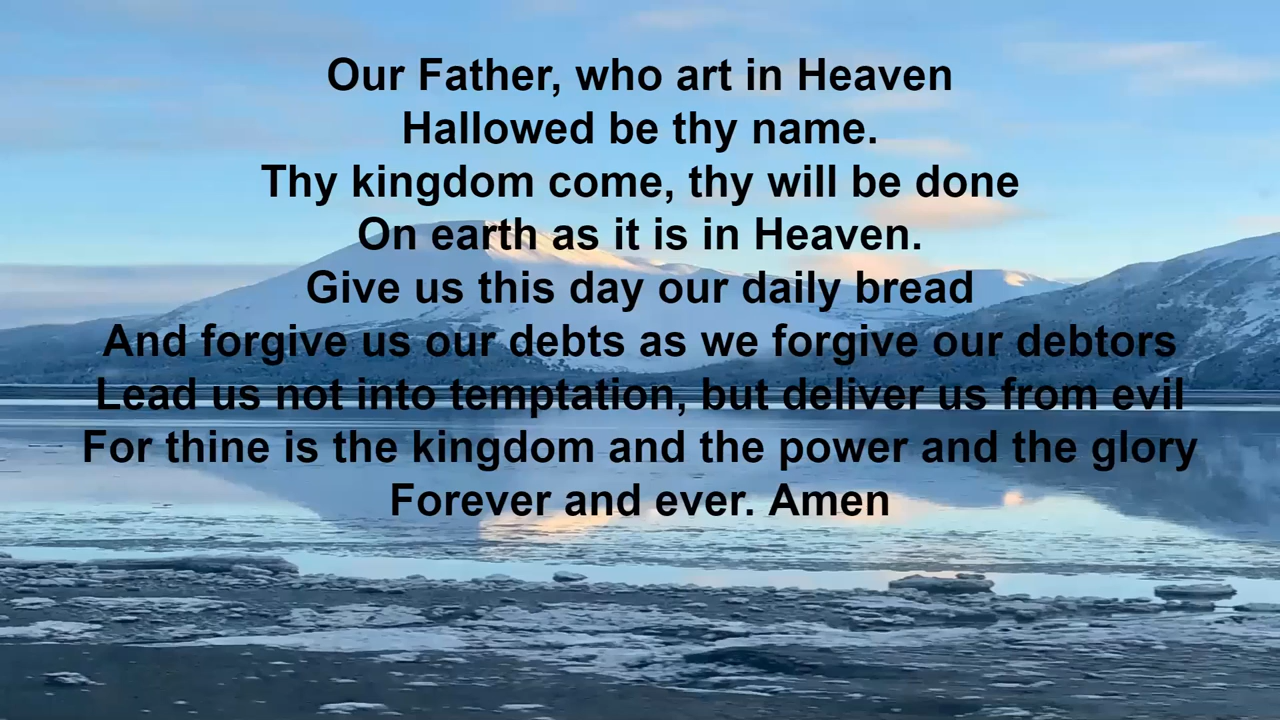 Our Father, who art in Heaven
Hallowed be thy name.
Thy kingdom come, thy will be done
On earth as it is in Heaven.
Give us this day our daily bread
And forgive us our debts as we forgive our debtors
Lead us not into temptation, but deliver us from evil
For thine is the kingdom and the power and the glory
Forever and ever. Amen